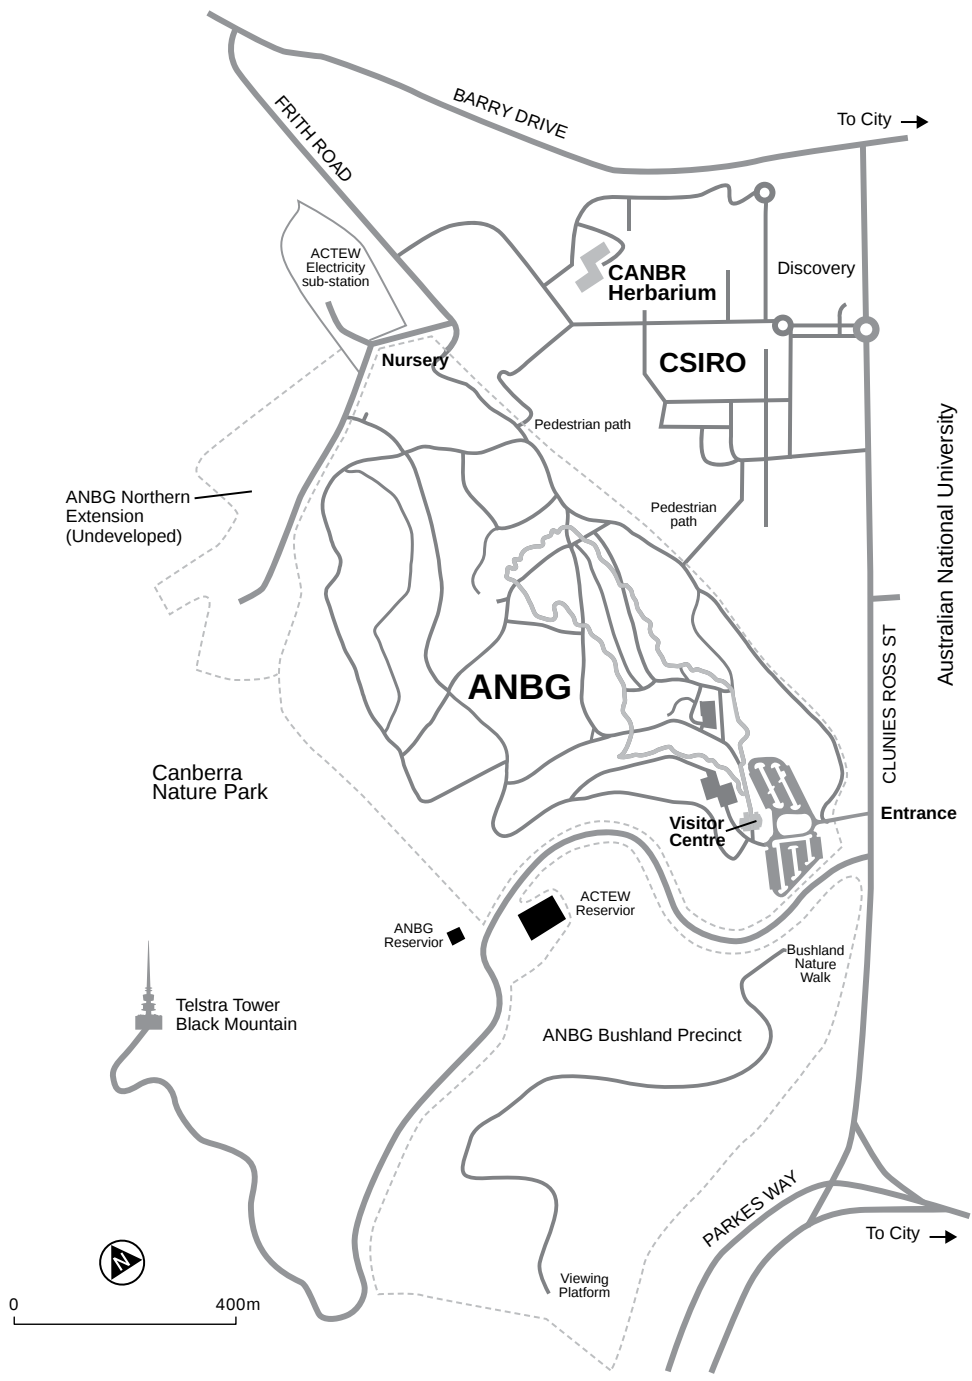 BARRY DRIVE
To City
FRITH ROAD
ACTEW
Electricity
sub-station
CANBR
Herbarium
Discovery
Nursery
CSIRO
Pedestrian path
ANBG Northern
Extension
(Undeveloped)
Pedestrian
path
Australian National University
ANBG
CLUNIES ROSS ST
Canberra
Nature Park
Visitor
Centre
Entrance
ACTEW
Reservior
ANBG
Reservior
Bushland
Nature
Walk
Telstra Tower
Black Mountain
ANBG Bushland Precinct
PARKES WAY
To City
N
Viewing
Platform
0 400m